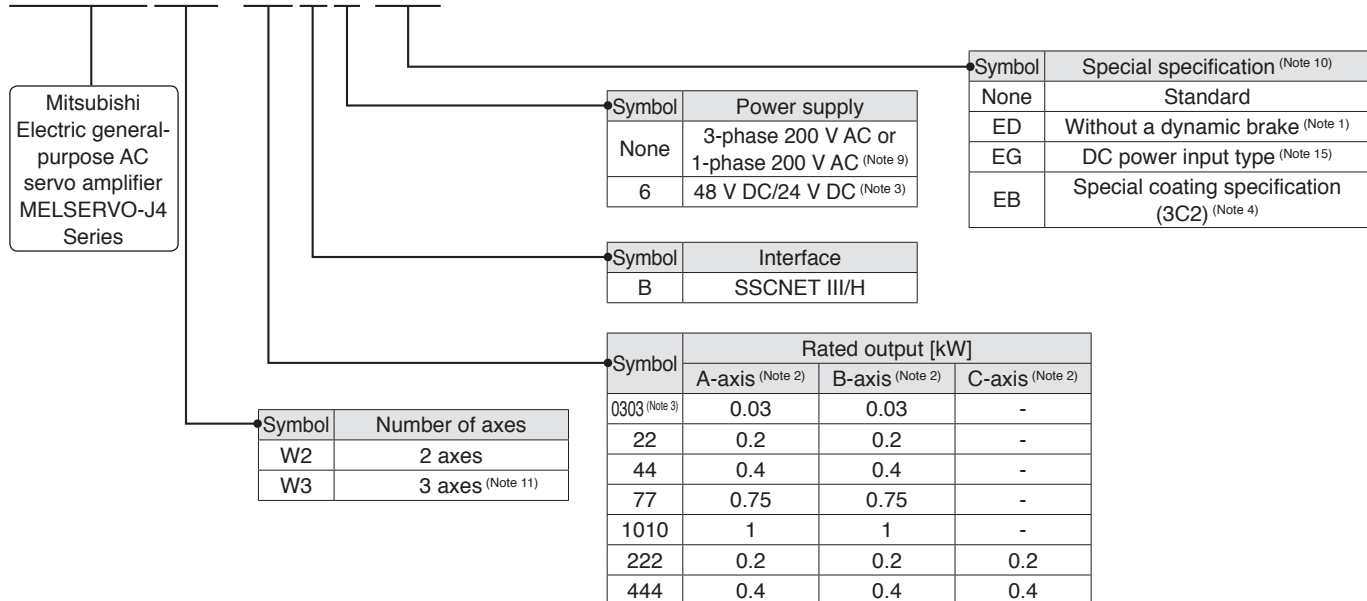 Mitsubishi
Electric general-
purpose AC
servo amplifier
MELSERVO-J4
Series
Symbol Number of axes
W2 2 axes
W3 3 axes (Note 11)
Symbol Power supply
None 3-phase 200 V AC or
1-phase 200 V AC (Note 9)
6 48 V DC/24 V DC (Note 3)
Symbol Interface
B SSCNET III/H
Symbol Rated output [kW]
A-axis (Note 2) B-axis (Note 2) C-axis (Note 2)
0303 (Note 3) 0.03 0.03 -
22 0.2 0.2 -
44 0.4 0.4 -
77 0.75 0.75 -
1010 1 1 -
222 0.2 0.2 0.2
444 0.4 0.4 0.4
Symbol Special specification (Note 10)
None Standard
ED Without a dynamic brake (Note 1)
EG DC power input type (Note 15)
EB Special coating specification
(3C2) (Note 4)